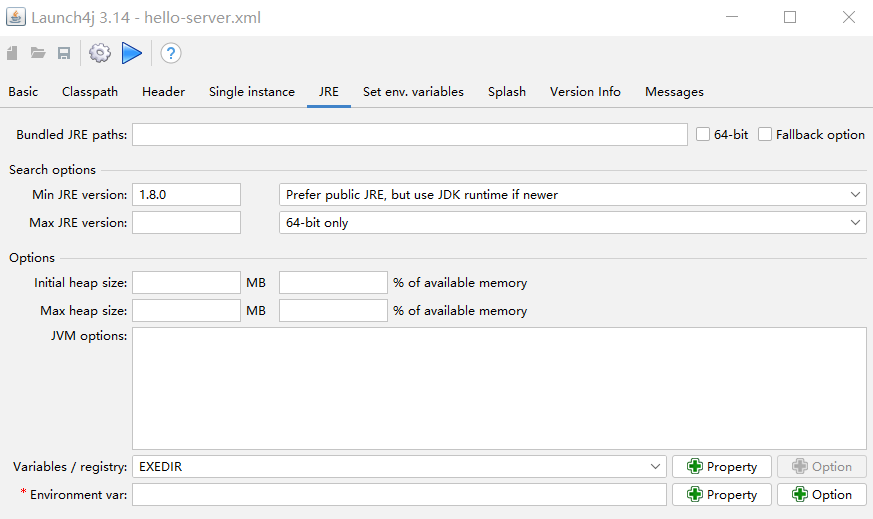 Launch4j 3.14 - hello-server.xml
Basic Classpath Header Single instance JRE Set env. variables Splash Version Info Messages
Bundled JRE paths: 64-bit Fallback option
Search options
Min JRE version: 1.8.0 Prefer public JRE, but use JDK runtime if newer
Max JRE version: 64-bit only
Options
Initial heap size: MB % of available memory
Max heap size: MB % of available memory
JVM options:
Variables / registry: EXEDIR Property Option
* Environment var: Property Option